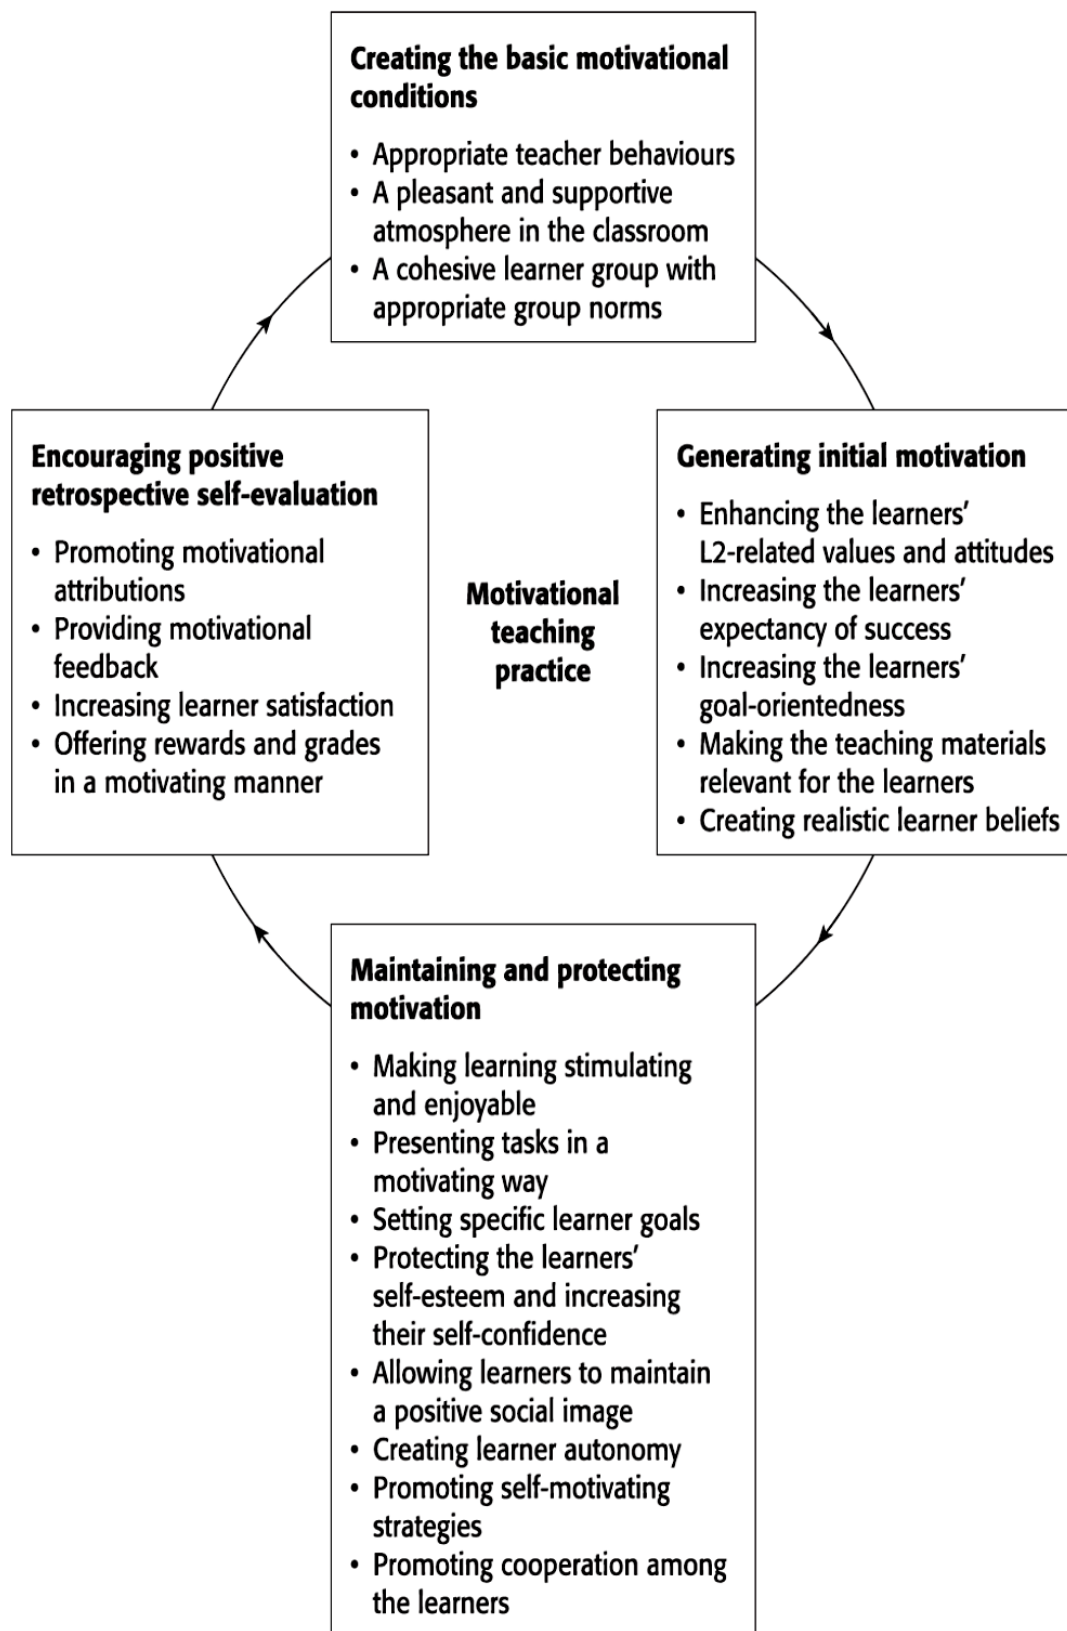 Creating the basic motivational
conditions
• Appropriate teacher behaviours
• A pleasant and supportive
atmosphere in the classroom
• A cohesive learner group with
appropriate group norms
Generating initial motivation
• Enhancing the learners’
L2-related values and attitudes
• Increasing the learners’
expectancy of success
• Increasing the learners’
goal-orientedness
• Making the teaching materials
relevant for the learners
• Creating realistic learner beliefs
Maintaining and protecting
motivation
• Making learning stimulating
and enjoyable
• Presenting tasks in a
motivating way
• Setting specific learner goals
• Protecting the learners’
self-esteem and increasing
their self-confidence
• Allowing learners to maintain
a positive social image
• Creating learner autonomy
• Promoting self-motivating
strategies
• Promoting cooperation among
the learners
Encouraging positive
retrospective self-evaluation
• Promoting motivational
attributions
• Providing motivational
feedback
• Increasing learner satisfaction
• Offering rewards and grades
in a motivating manner
Motivational
teaching
practice